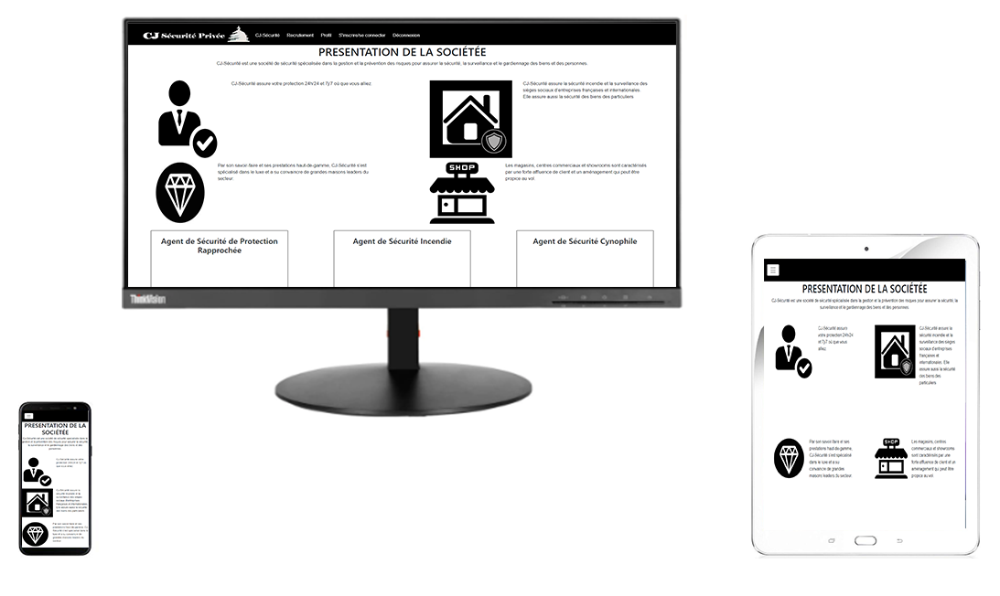 CJ Sécurité Privée
CJ-Sécurité Recrutement Profil S'inscrire/se connecter Déconnexion
PRESENTATION DE LA SOCIÉTÉE
CJ-Sécurité est une société de sécurité spécialisée dans la gestion et la prévention des risques pour assurer la sécurité, la surveillance et le gardiennage des biens et des personnes.
CJ-Sécurité assure votre protection 24h/24 et 7j/7 où que vous alliez.
CJ-Sécurité assure la sécurité incendie et la surveillance des
sièges sociaux d'entreprises françaises et internationales.
Elle assure aussi la sécurité des biens des particuliers
Par son savoir-faire et ses prestations haut-de-gamme, CJ-Sécurité s'est
spécialisé dans le luxe et a su convaincre de grandes maisons leaders du
secteur.
SHOP
Les magasins, centres commerciaux et showrooms sont caractérisés
par une forte affluence de client et un aménagement qui peut être
propice au vol.
Agent de Sécurité de Protection
Rapprochée
Agent de Sécurité Incendie
Agent de Sécurité Cynophile
ThinkVision
PRESENTATION DE LA SOCIÉTÉE
CJ-Sécurité est une société de sécurité spécialisée dans la gestion et la prévention des risques pour assurer la sécurité, la
surveillance et le gardiennage des biens et des personnes.
CJ-Sécurité assure
votre protection 24h/24
et 7j/7 où que vous
alliez.
CJ-Sécurité assure la
sécurité incendie et la
surveillance des sièges
sociaux d'entreprises
françaises et
internationales. Elle
assure aussi la sécurité
des biens des
particuliers
Par son savoir-faire et ses
prestations haut-de-gamme,
CJ-Sécurité s'est spécialisé
dans le luxe et a su
convaincre de grandes
maisons leaders du secteur.
SHOP
Les magasins, centres
commerciaux et showrooms
sont caractérisés par une
forte affluence de client et un
aménagement qui peut être
propice au vol.
PRESENTATION DE LA
SOCIÉTÉE